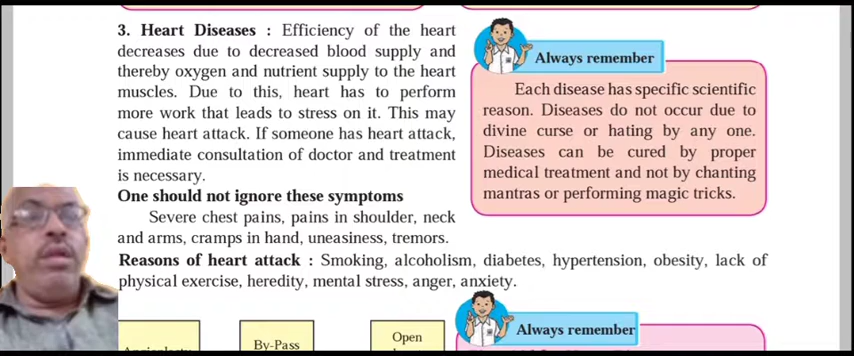 3. Heart Diseases : Efficiency of the heart
decreases due to decreased blood supply and
thereby oxygen and nutrient supply to the heart
muscles. Due to this, heart has to perform
more work that leads to stress on it. This may
cause heart attack. If someone has heart attack,
immediate consultation of doctor and treatment
is necessary.
One should not ignore these symptoms
Severe chest pains, pains in shoulder, neck
and arms, cramps in hand, uneasiness, tremors.
Always remember
Each disease has specific scientific
reason. Diseases do not occur due to
divine curse or hating by any one.
Diseases can be cured by proper
medical treatment and not by chanting
mantras or performing magic tricks.
Reasons of heart attack : Smoking, alcoholism, diabetes, hypertension, obesity, lack of
physical exercise, heredity, mental stress, anger, anxiety.
By-Pass
Open
Always remember